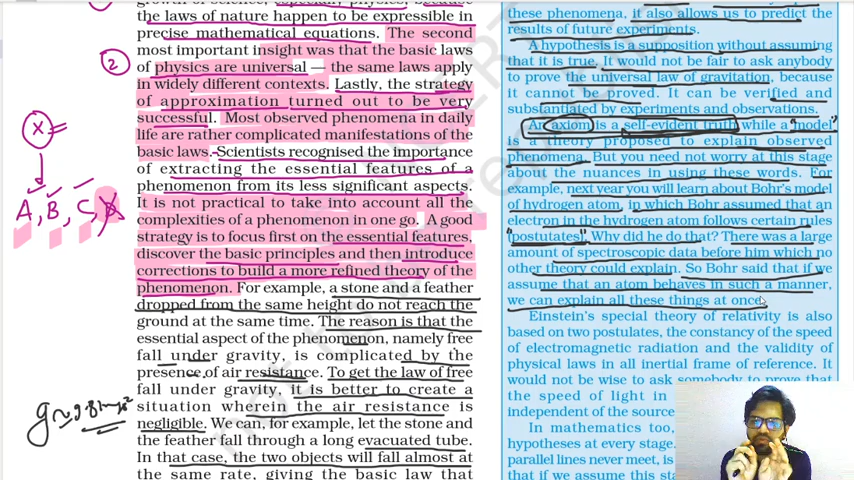 growth of science, especially physics, because
the laws of nature happen to be expressible in
precise mathematical equations. The second
most important insight was that the basic laws
of physics are universal — the same laws apply
in widely different contexts. Lastly, the strategy
of approximation turned out to be very
successful. Most observed phenomena in daily
life are rather complicated manifestations of the
basic laws. Scientists recognised the importance
of extracting the essential features of a
phenomenon from its less significant aspects.
It is not practical to take into account all the
complexities of a phenomenon in one go. A good
strategy is to focus first on the essential features,
discover the basic principles and then introduce
corrections to build a more refined theory of the
phenomenon. For example, a stone and a feather
dropped from the same height do not reach the
ground at the same time. The reason is that the
essential aspect of the phenomenon, namely free
fall under gravity, is complicated by the
presence of air resistance. To get the law of free
fall under gravity, it is better to create a
situation wherein the air resistance is
negligible. We can, for example, let the stone and
the feather fall through a long evacuated tube.
In that case, the two objects will fall almost at
the same rate, giving the basic law that
2
X
A, B, C,
these phenomena, it also allows us to predict the
results of future experiments.
A hypothesis is a supposition without assuming
that it is true. It would not be fair to ask anybody
to prove the universal law of gravitation, because
it cannot be proved. It can be verified and
substantiated by experiments and observations.
An axiom is a self-evident truth while a "model"
is a theory proposed to explain observed
phenomena. But you need not worry at this stage
about the nuances in using these words. For
example, next year you will learn about Bohr's model
of hydrogen atom, in which Bohr assumed that an
electron in the hydrogen atom follows certain rules
(postulates). Why did he do that? There was a large
amount of spectroscopic data before him which no
other theory could explain. So Bohr said that if we
assume that an atom behaves in such a manner,
we can explain all these things at once.
Einstein's special theory of relativity is also
based on two postulates, the constancy of the speed
of electromagnetic radiation and the validity of
physical laws in all inertial frame of reference. It
would not be wise to ask somebody to prove that
the speed of light in
independent of the source
In mathematics too,
hypotheses at every stage.
parallel lines never meet, is
that if we assume this sta